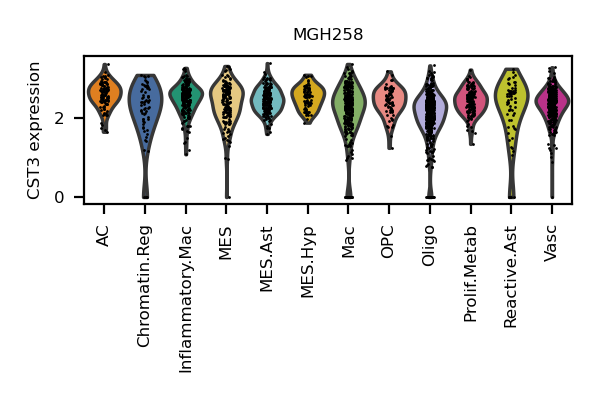 MGH258
CST3 expression
2
0
AC
Chromatin.Reg
Inflammatory.Mac
MES
MES.Ast
MES.Hyp
Mac
OPC
Oligo
Prolif.Metab
Reactive.Ast
Vasc